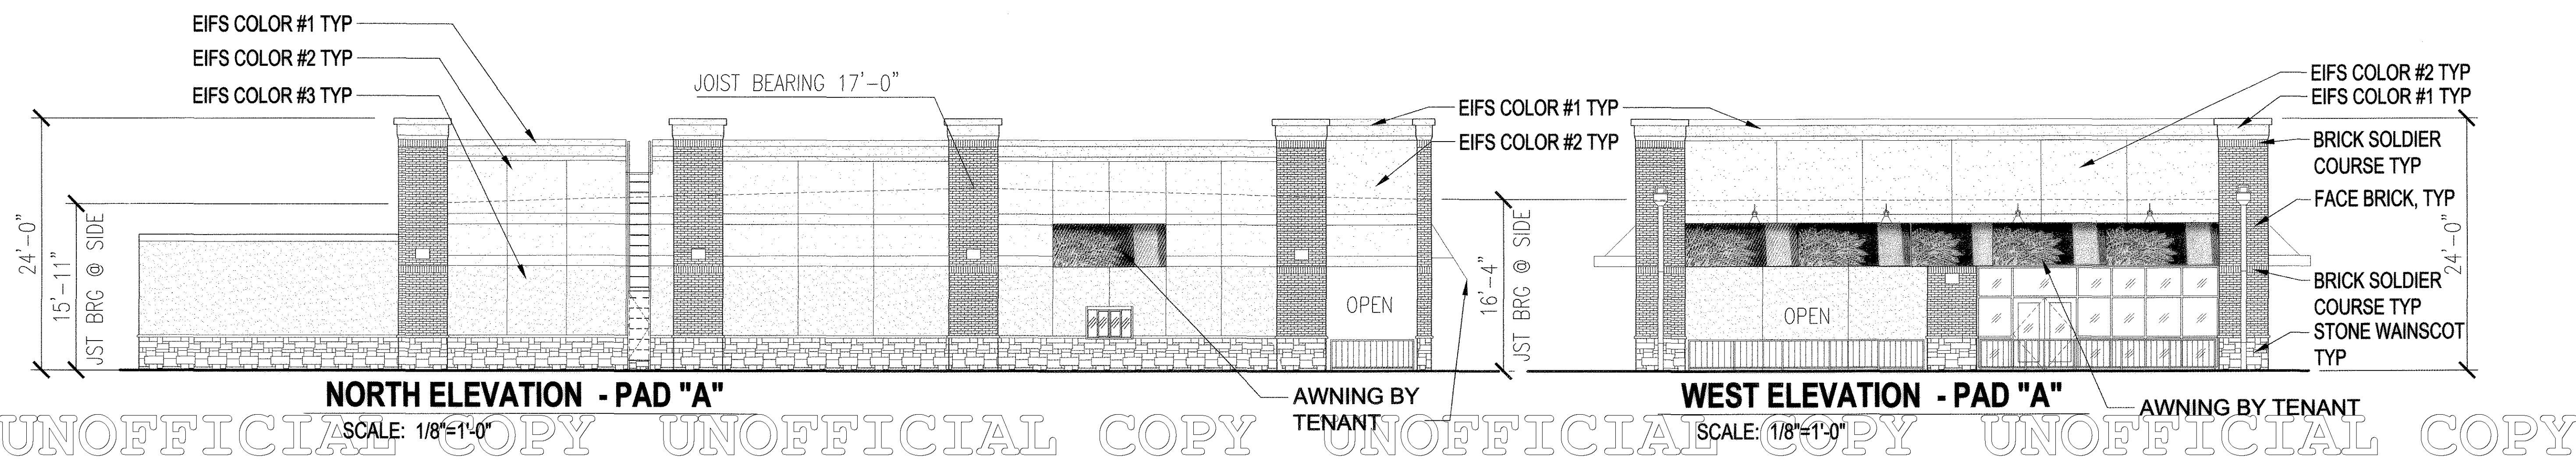 EIFS COLOR #1 TYP
EIFS COLOR #2 TYP
EIFS COLOR #3 TYP
JOIST BEARING 17'-0"
24'-0"
15'-11"
JST BRG @ SIDE
OPEN
AWNING BY
TENANT
NORTH ELEVATION - PAD "A"
SCALE: 1/8"=1'-0"
EIFS COLOR #1 TYP
EIFS COLOR #2 TYP
16'-4"
JST BRG @ SIDE
OPEN
EIFS COLOR #2 TYP
EIFS COLOR #1 TYP
BRICK SOLDIER
COURSE TYP
FACE BRICK, TYP
24'-0"
BRICK SOLDIER
COURSE TYP
STONE WAINSCOT
TYP
WEST ELEVATION - PAD "A"
SCALE: 1/8"=1'-0"
AWNING BY TENANT
UNOFFICIAL COPY UNOFFICIAL COPY UNOFFICIAL COPY UNOFFICIAL COPY